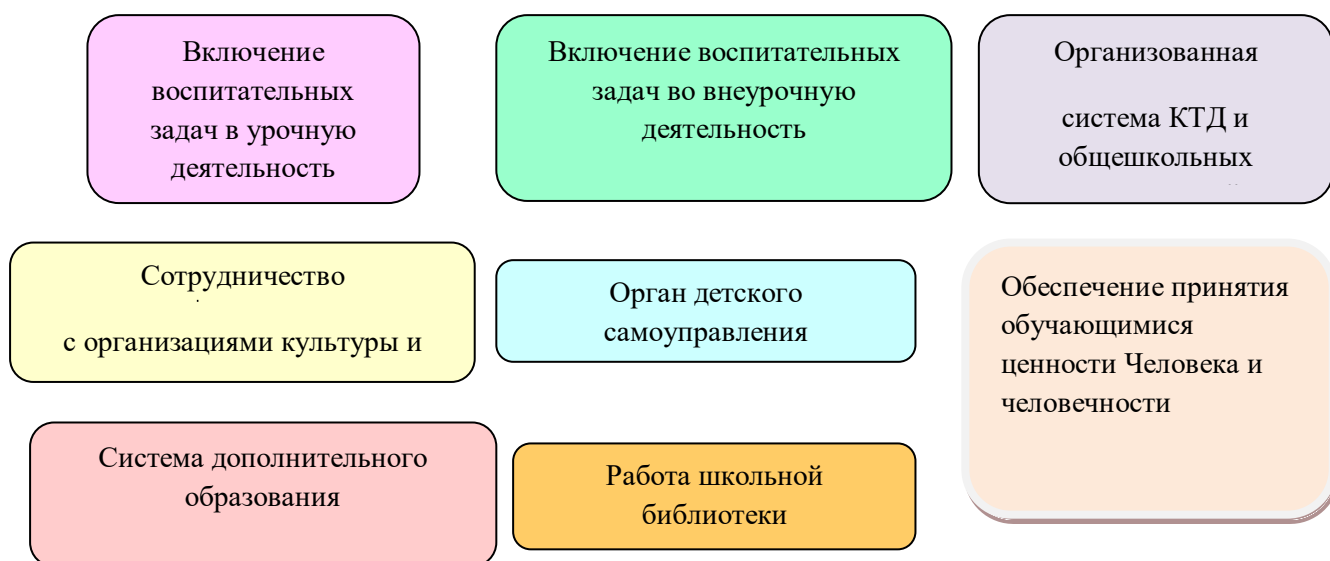 Включение
воспитательных
задач в урочную
деятельность
Включение воспитательных
задач во внеурочную
деятельность
Организованная
система КТД и
общешкольных
Сотрудничество
с организациями культуры и
Орган детского
самоуправления
Обеспечение принятия
обучающимися
ценности Человека и
человечности
Система дополнительного
образования
Работа школьной
библиотеки